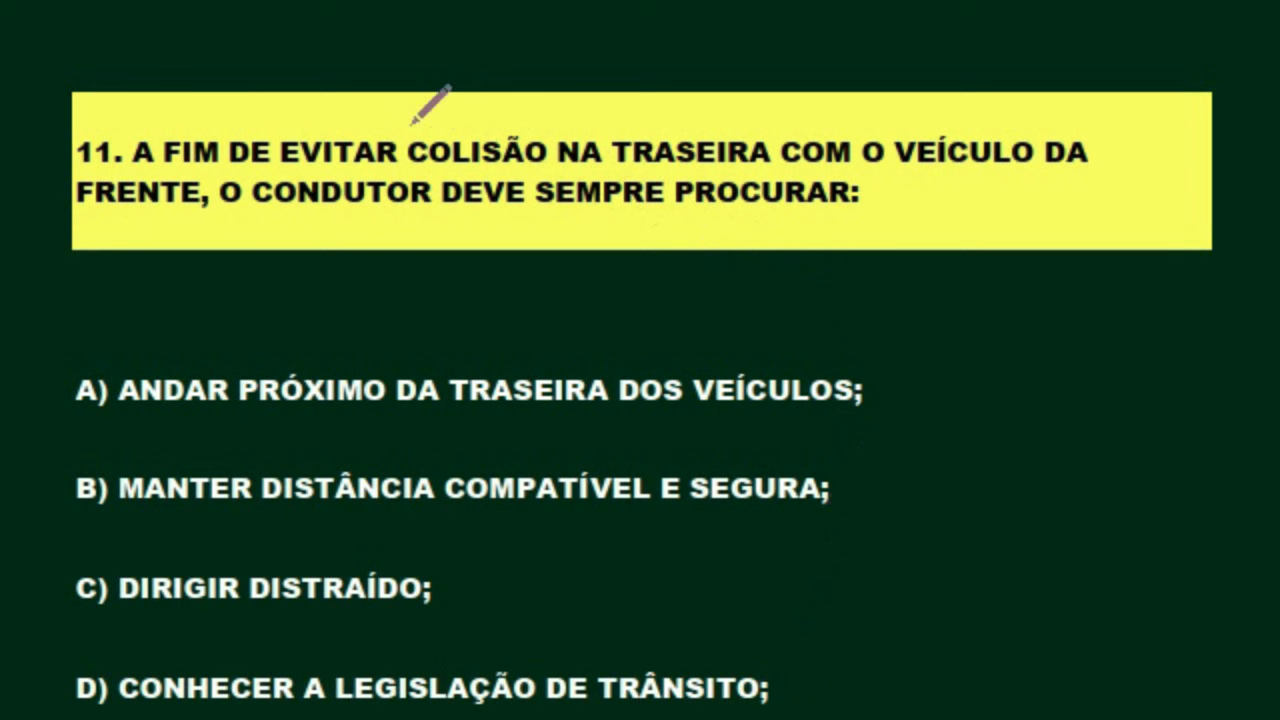 11. A FIM DE EVITAR COLISÃO NA TRASEIRA COM O VEÍCULO DA
FRENTE, O CONDUTOR DEVE SEMPRE PROCURAR:
A) ANDAR PRÓXIMO DA TRASEIRA DOS VEÍCULOS;
B) MANTER DISTÂNCIA COMPATÍVEL E SEGURA;
C) DIRIGIR DISTRAÍDO;
D) CONHECER A LEGISLAÇÃO DE TRÂNSITO;